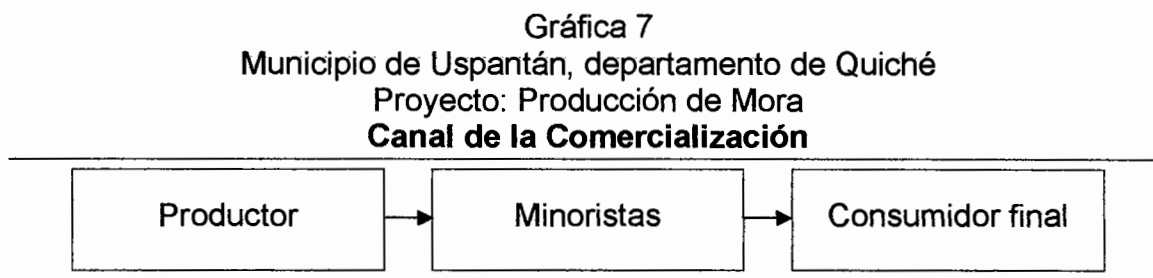 Gráfica 7
Municipio de Uspantán, departamento de Quiché
Proyecto: Producción de Mora
Canal de la Comercialización
Productor
Minoristas
Consumidor final